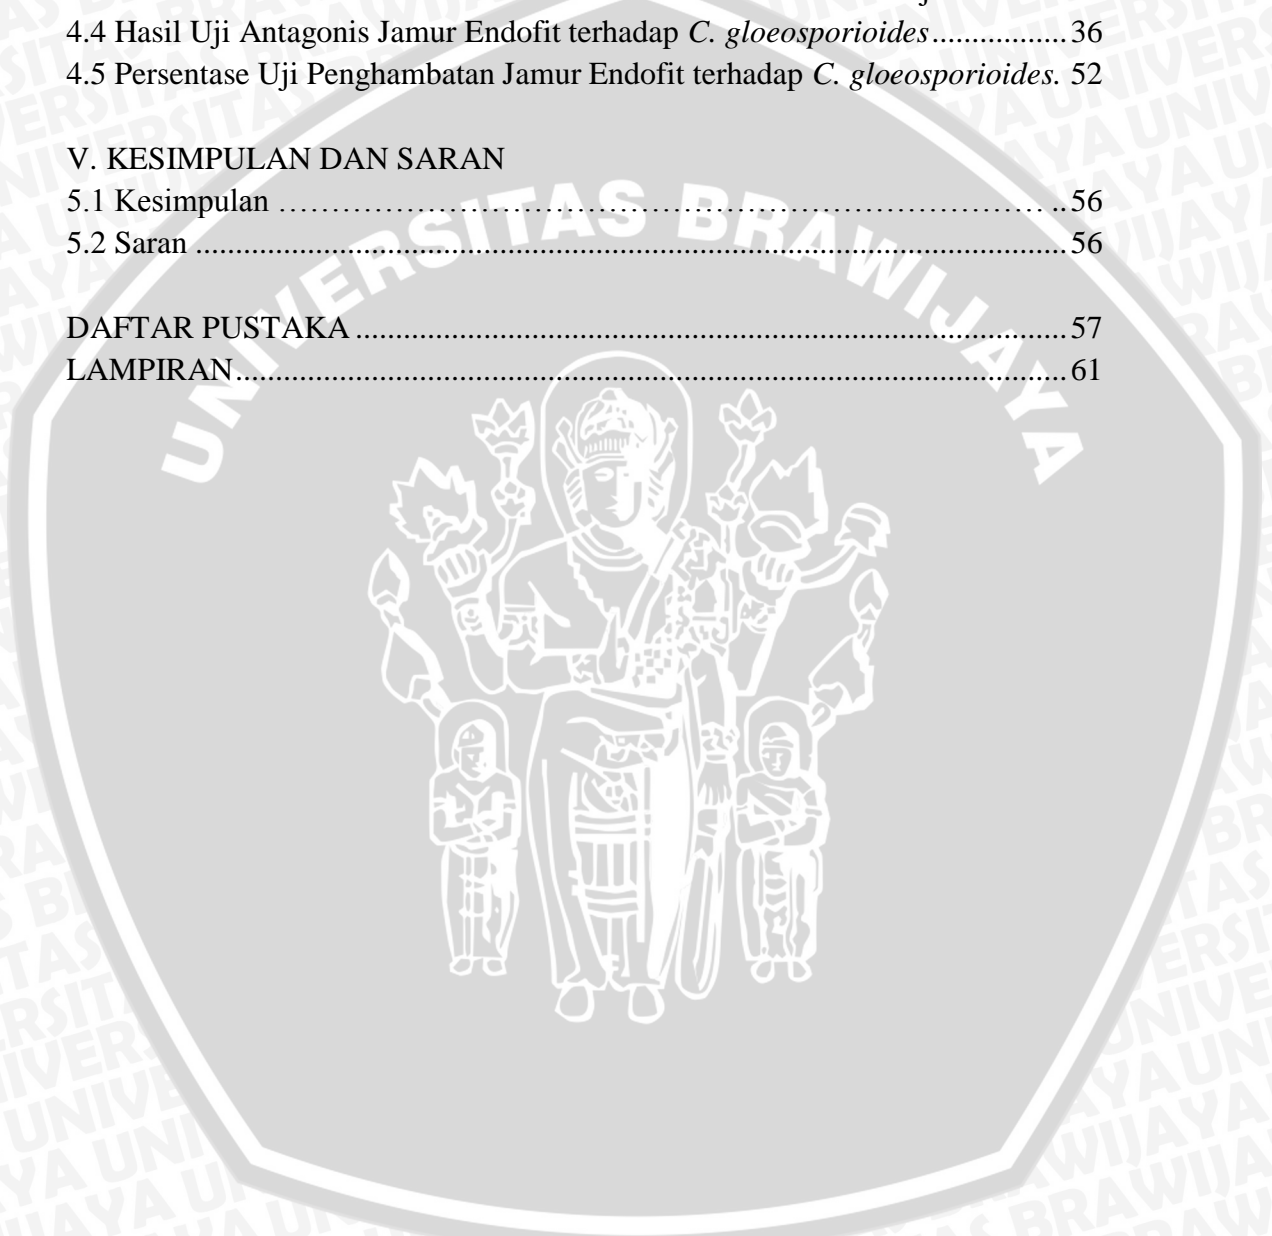 4.4 Hasil Uji Antagonis Jamur Endofit terhadap C. gloeosporioides.................36
4.5 Persentase Uji Penghambatan Jamur Endofit terhadap C. gloeosporioides. 52
V. KESIMPULAN DAN SARAN
5.1 Kesimpulan ……………………………………………………………… ..56
5.2 Saran .............................................................................................................56
UNIVERSITAS BRAWIJAYA
DAFTAR PUSTAKA .........................................................................................57
LAMPIRAN........................................................................................................61